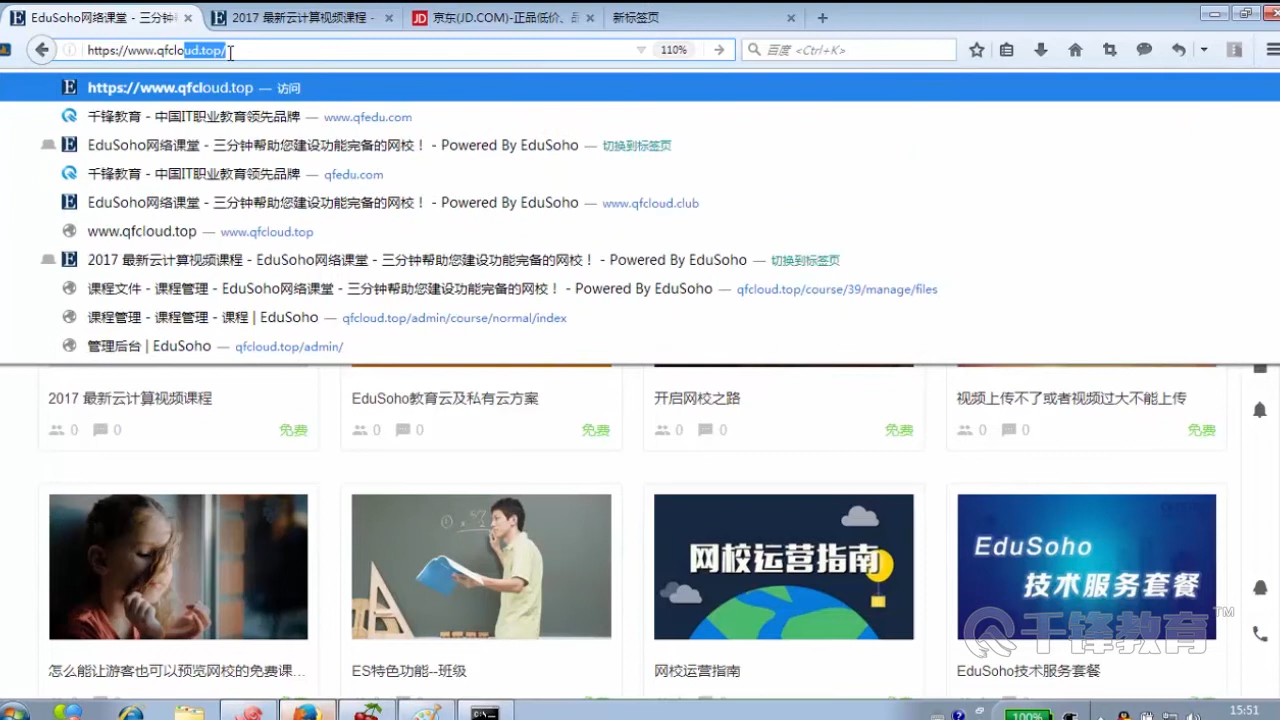 EduSoho网络课堂 - 三分钟
2017 最新云计算视频课程 -
JD 京东(JD.COM)-正品低价、品
新标签页
https://www.qfcloud.top/
110%
百度 <Ctrl+K>
https://www.qfcloud.top — 访问
千锋教育 - 中国IT职业教育领先品牌 — www.qfedu.com
EduSoho网络课堂 - 三分钟帮助您建设功能完备的网校！ - Powered By EduSoho — 切换到标签页
千锋教育 - 中国IT职业教育领先品牌 — qfedu.com
EduSoho网络课堂 - 三分钟帮助您建设功能完备的网校！ - Powered By EduSoho — www.qfcloud.club
www.qfcloud.top — www.qfcloud.top
2017 最新云计算视频课程 - EduSoho网络课堂 - 三分钟帮助您建设功能完备的网校！ - Powered By EduSoho — 切换到标签页
课程文件 - 课程管理 - EduSoho网络课堂 - 三分钟帮助您建设功能完备的网校！ - Powered By EduSoho — qfcloud.top/course/39/manage/files
课程管理 - 课程管理 - 课程 | EduSoho — qfcloud.top/admin/course/normal/index
管理后台 | EduSoho — qfcloud.top/admin/
2017 最新云计算视频课程
EduSoho教育云及私有云方案
开启网校之路
视频上传不了或者视频过大不能上传
0 0 免费
0 0 免费
0 0 免费
0 0 免费
网校运营指南
EduSoho
技术服务套餐
千锋教育 TM
怎么能让游客也可以预览网校的免费课...
ES特色功能--班级
网校运营指南
EduSoho技术服务套餐
100%
15:51